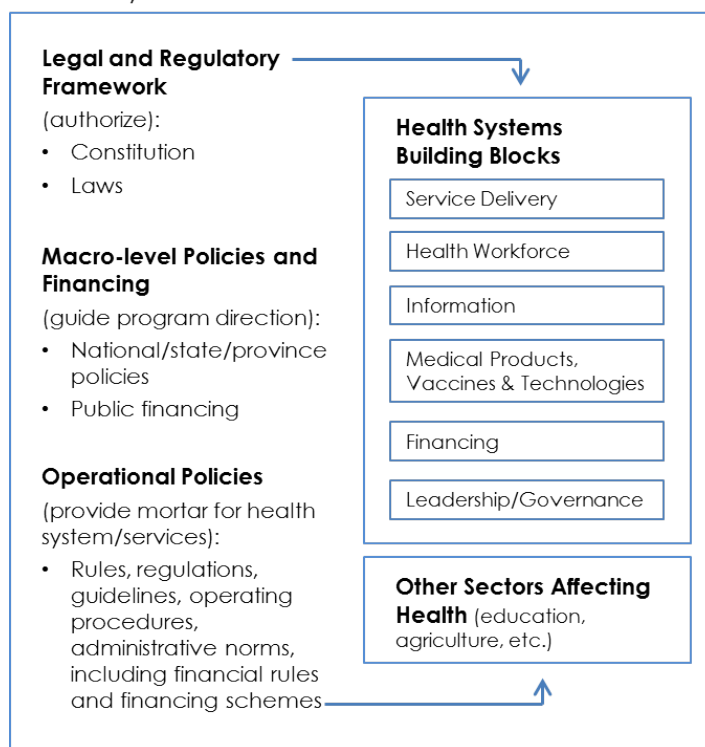 Legal and Regulatory
Framework
(authorize):
• Constitution
• Laws
Macro-level Policies and
Financing
(guide program direction):
• National/state/province
policies
• Public financing
Operational Policies
(provide mortar for health
system/services):
• Rules, regulations,
guidelines, operating
procedures,
administrative norms,
including financial rules
and financing schemes
Health Systems
Building Blocks
Service Delivery
Health Workforce
Information
Medical Products,
Vaccines & Technologies
Financing
Leadership/Governance
Other Sectors Affecting
Health (education,
agriculture, etc.)